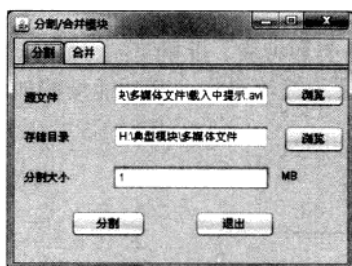 分割/合并模块
分割 合并
源文件 \多媒体文件\载入中提示\.avi 浏览
存储目录 H:\典型模块\多媒体文件 浏览
分割大小 1 MB
分割 退出